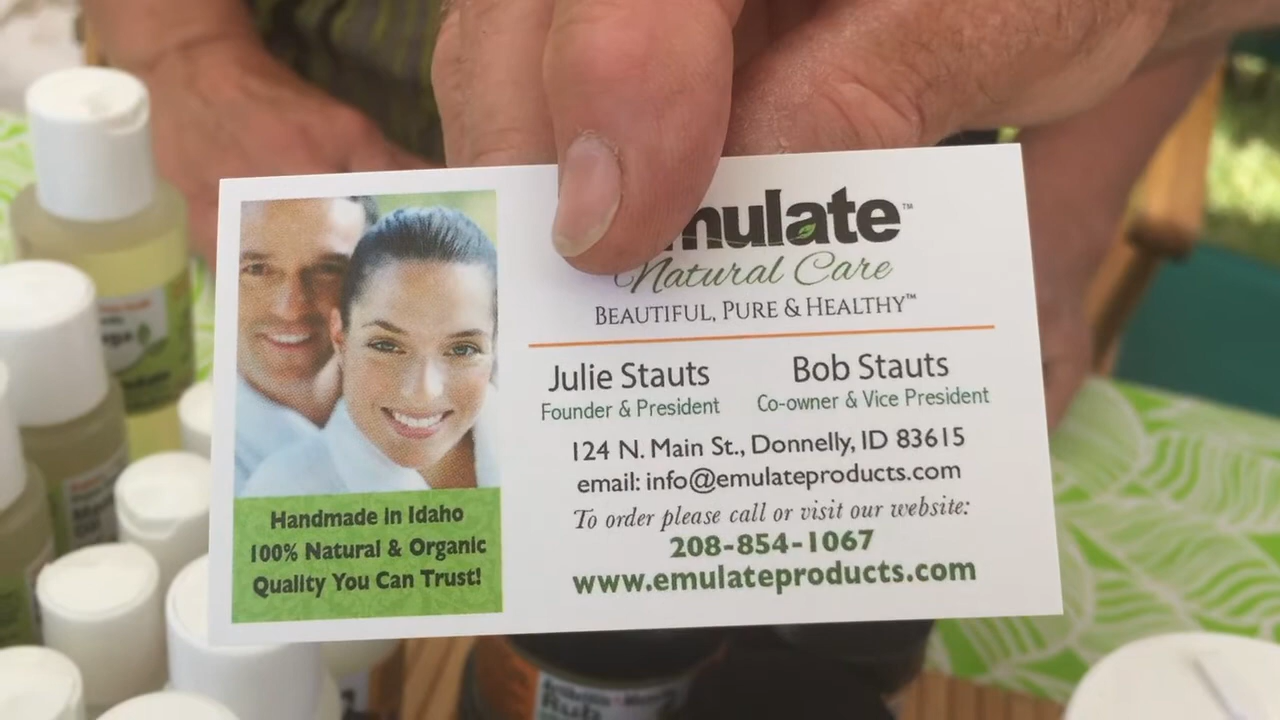 mulate™
Natural Care
BEAUTIFUL, PURE & HEALTHY™
Julie Stauts
Founder & President
Bob Stauts
Co-owner & Vice President
124 N. Main St., Donnelly, ID 83615
email: info@emulateproducts.com
To order please call or visit our website:
208-854-1067
www.emulateproducts.com
Handmade in Idaho
100% Natural & Organic
Quality You Can Trust!
Rub